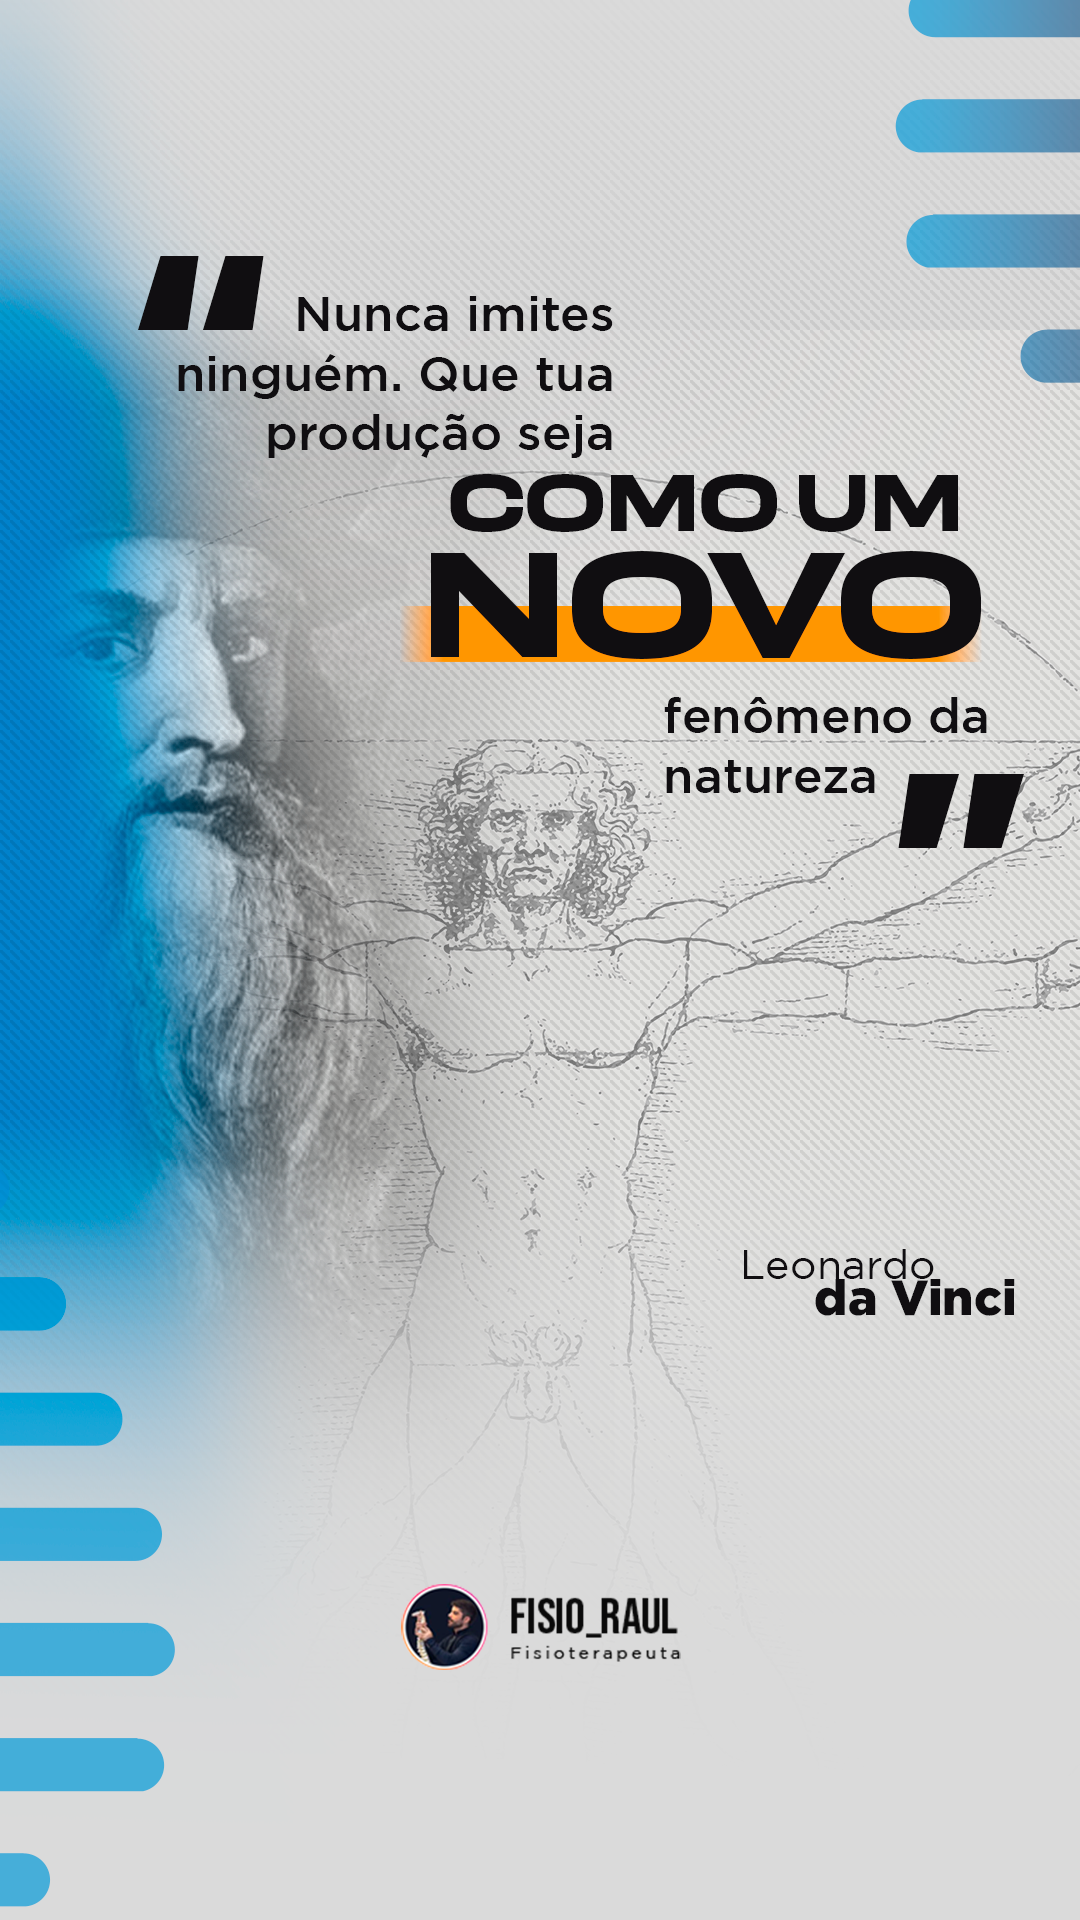 "Nunca imites
ninguém. Que tua
produção seja
COMO UM
NOVO
fenômeno da
natureza"
Leonardo
da Vinci
FISIO_RAUL
Fisioterapeuta